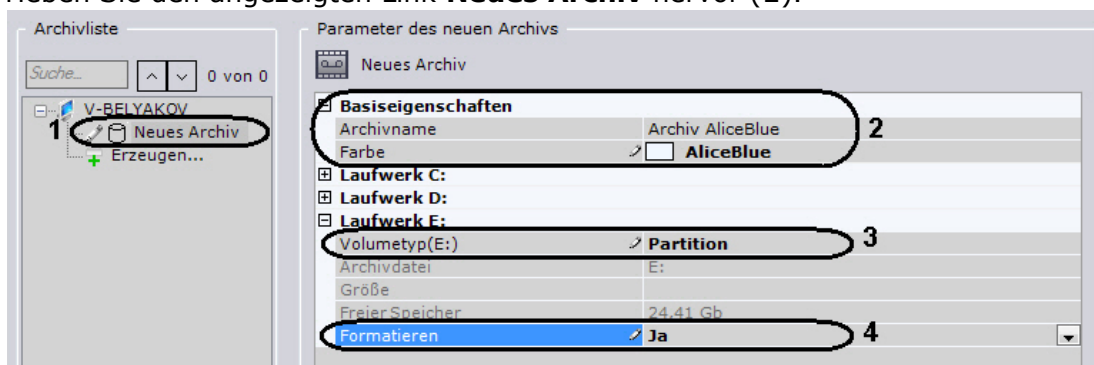 heben Sie den angezeigten Link Neues Archiv hervor (1).
Archivliste
Suche...
0 von 0
V-BELYAKOV
1
Neues Archiv
Erzeugen...
Parameter des neuen Archivs
Neues Archiv
Basiseigenschaften
Archivname Archiv AliceBlue
2
Farbe AliceBlue
Laufwerk C:
Laufwerk D:
Laufwerk E:
Volumetyp(E:) Partition
3
Archivdatei E:
Größe
Freier Speicher 24.41 Gb
Formatieren Ja
4